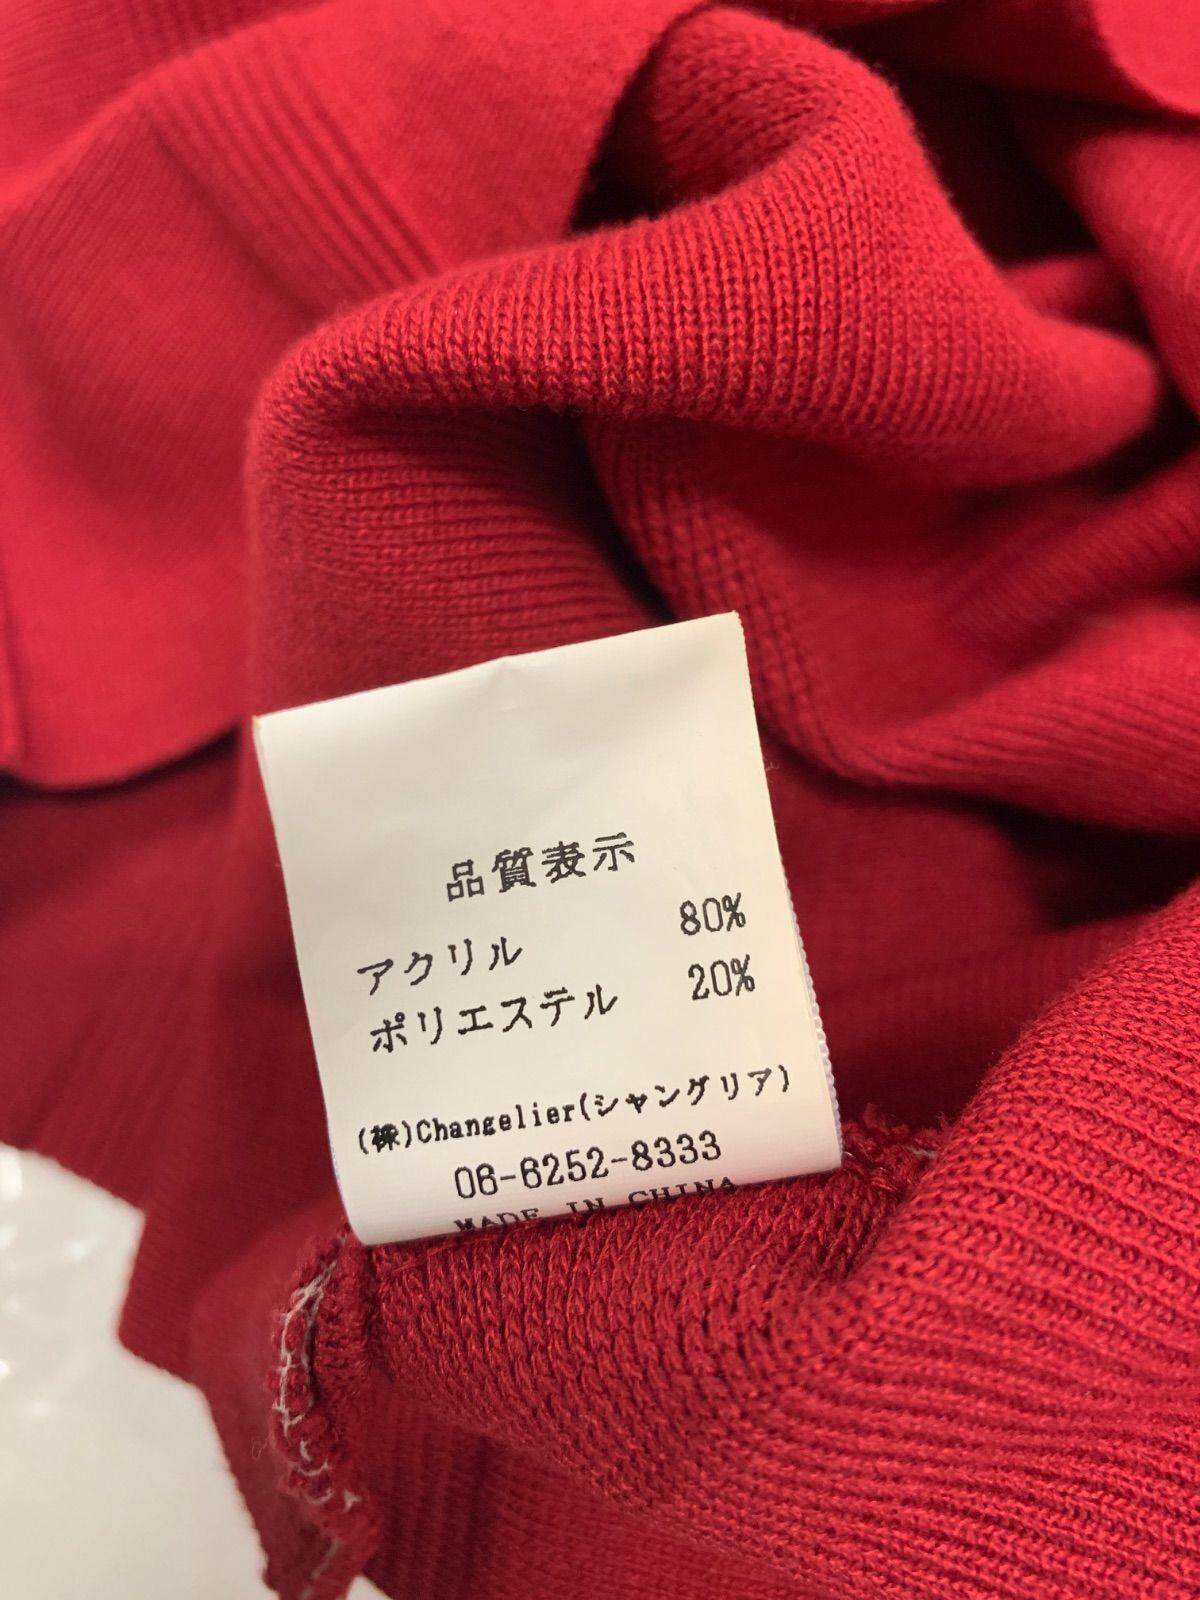 品質表示
アクリル 80%
ポリエステル 20%
(株)Changelier(シャングリア)
06-6252-8333
MADE IN CHINA